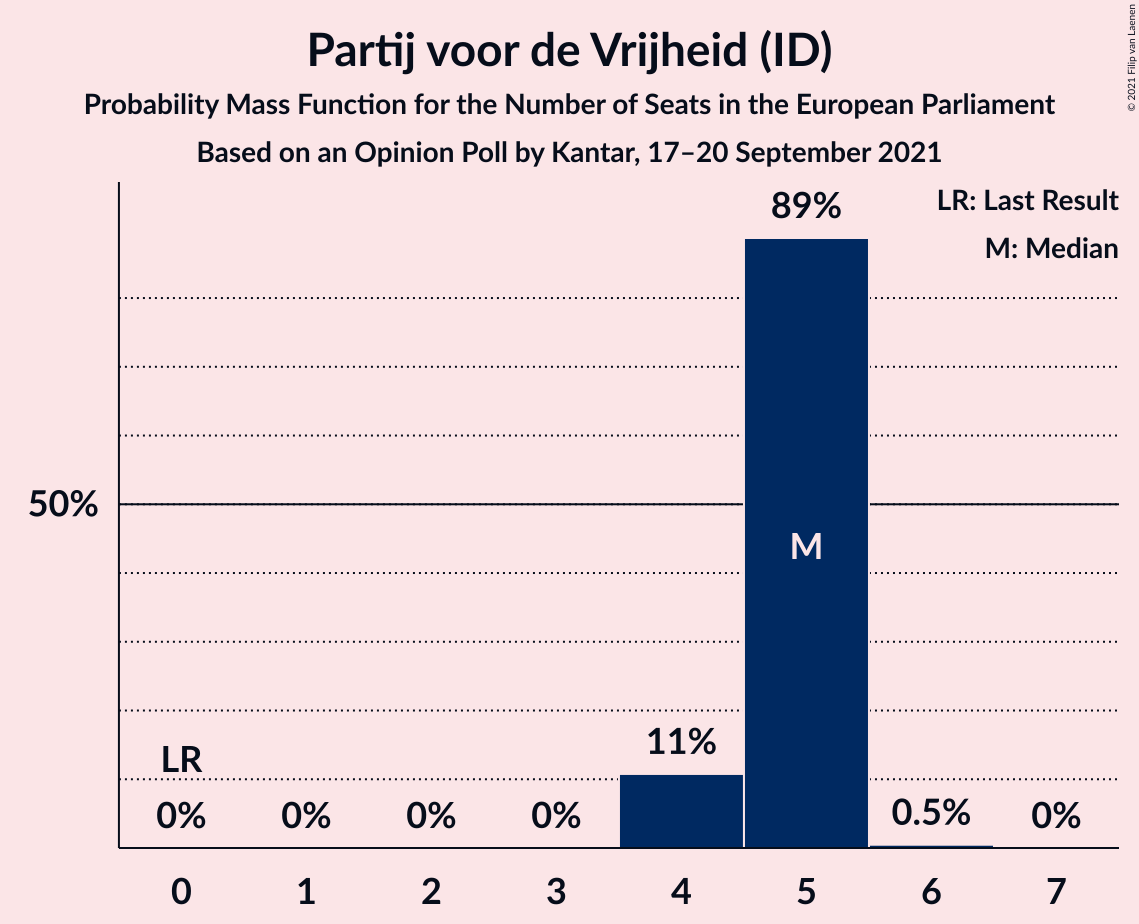 Partij voor de Vrijheid (ID)
Probability Mass Function for the Number of Seats in the European Parliament
Based on an Opinion Poll by Kantar, 17–20 September 2021
© 2021 Filip van Laenen
LR: Last Result
M: Median
89%
50%
M
11%
LR
0% 0% 0% 0% 0.5% 0%
0 1 2 3 4 5 6 7